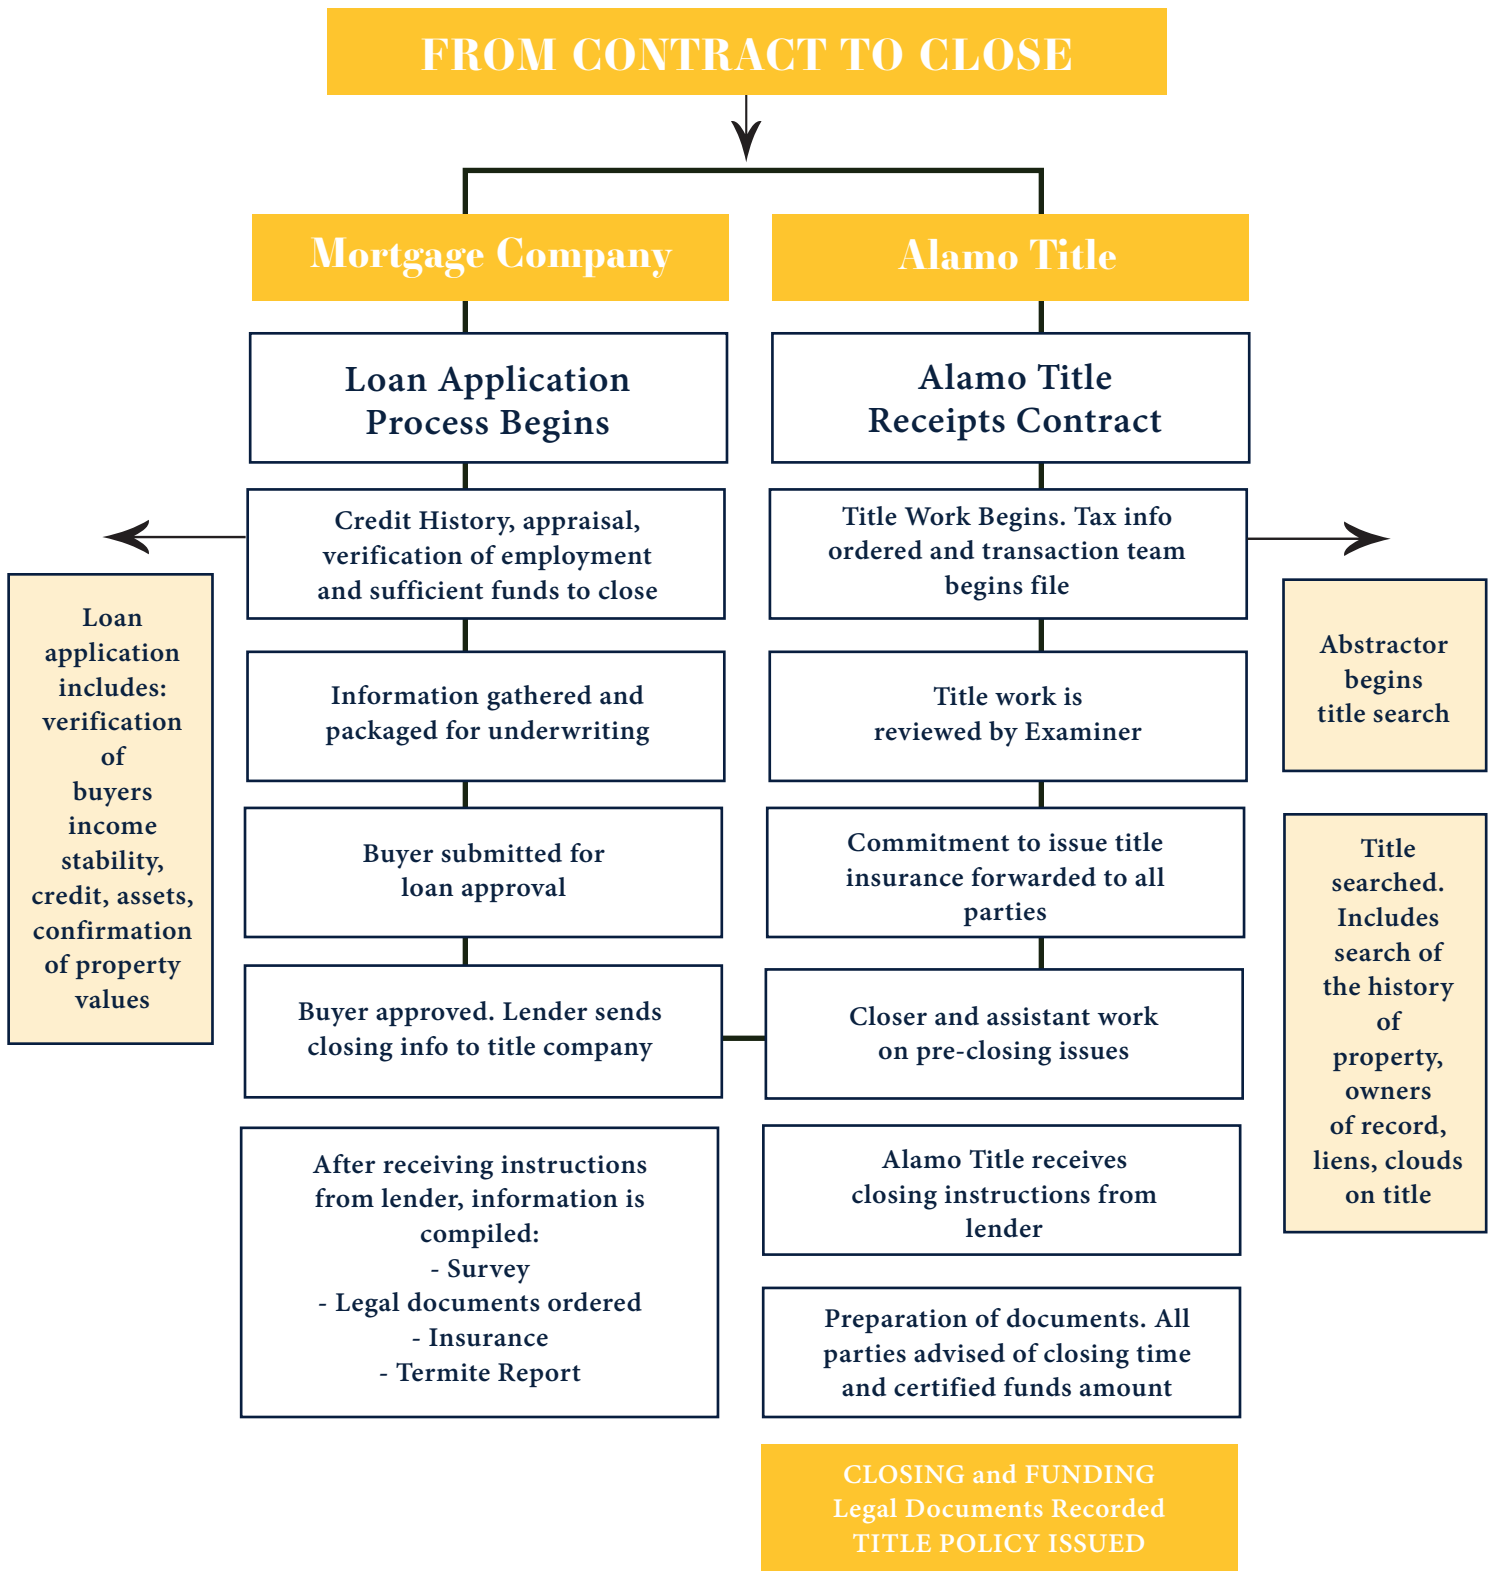 FROM CONTRACT TO CLOSE
Mortgage Company
Alamo Title
Loan Application
Process Begins
Alamo Title
Receipts Contract
Credit History, appraisal,
verification of employment
and sufficient funds to close
Title Work Begins. Tax info
ordered and transaction team
begins file
Loan
application
includes:
verification
of
buyers
income
stability,
credit, assets,
confirmation
of property
values
Information gathered and
packaged for underwriting
Title work is
reviewed by Examiner
Abstractor
begins
title search
Buyer submitted for
loan approval
Commitment to issue title
insurance forwarded to all
parties
Title
searched.
Includes
search of
the history
of
property,
owners
of record,
liens, clouds
on title
Buyer approved. Lender sends
closing info to title company
Closer and assistant work
on pre-closing issues
After receiving instructions
from lender, information is
compiled:
- Survey
- Legal documents ordered
- Insurance
- Termite Report
Alamo Title receives
closing instructions from
lender
Preparation of documents. All
parties advised of closing time
and certified funds amount
CLOSING and FUNDING
Legal Documents Recorded
TITLE POLICY ISSUED